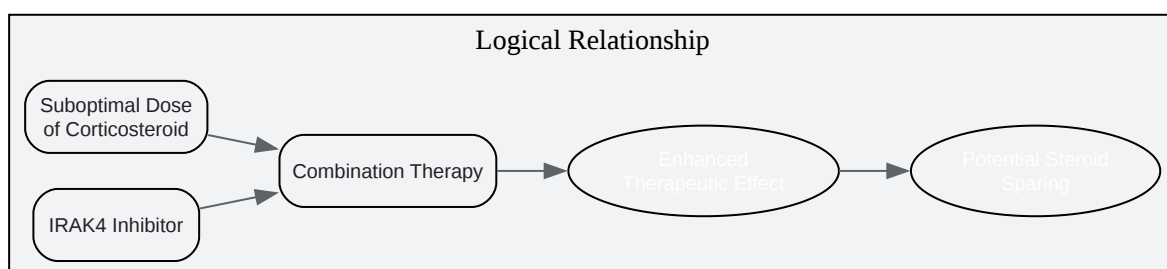 Logical Relationship
Suboptimal Dose
of Corticosteroid
IRAK4 Inhibitor
Combination Therapy
Enhanced
Therapeutic Effect
Potential Steroid
Sparing